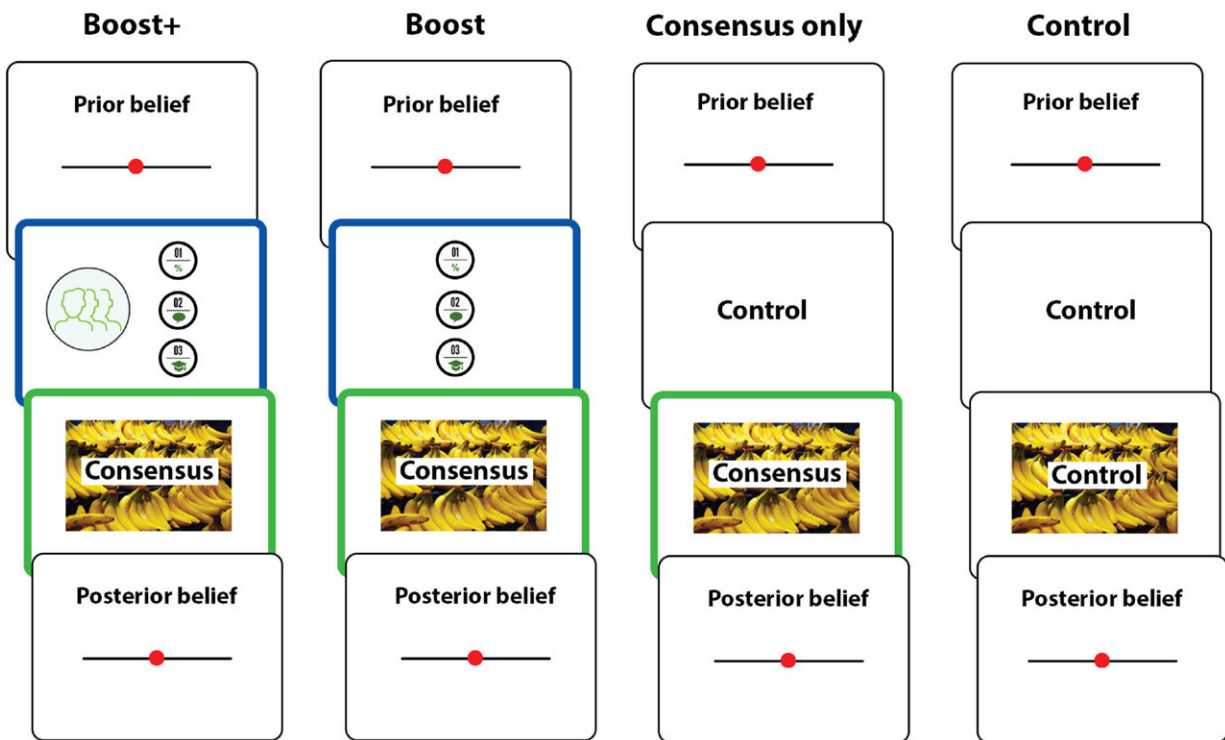 Boost+
Boost
Consensus only
Control
Prior belief
Prior belief
Prior belief
Prior belief
01
%
02
03
01
%
02
03
Control
Control
Consensus
Consensus
Consensus
Control
Posterior belief
Posterior belief
Posterior belief
Posterior belief